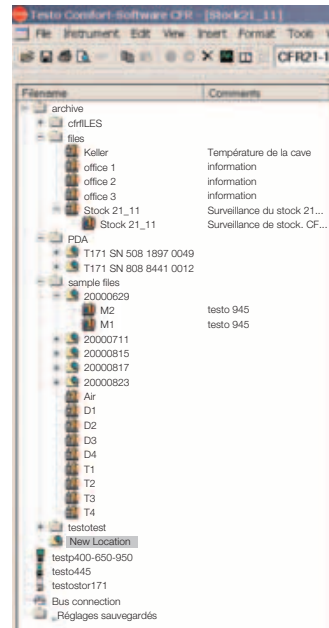 Testo Comfort-Software CFR - [Stock21_11]
File Instrument Edit View Insert Format Tools
CFR21-1
Filename Comments
archive
cfrfILES
files
Keller Température de la cave
office 1 information
office 2 information
office 3 information
Stock 21_11 Surveillance du stock 21...
Stock 21_11 Surveillance de stock. CF...
PDA
T171 SN 508 1897 0049
T171 SN 808 8441 0012
sample files
20000629
M2 testo 945
M1 testo 945
20000711
20000815
20000817
20000823
Air
D1
D2
D3
D4
T1
T2
T3
T4
testotest
New Location
testp400-650-950
testo445
testostor171
Bus connection
_Réglages sauvegardés